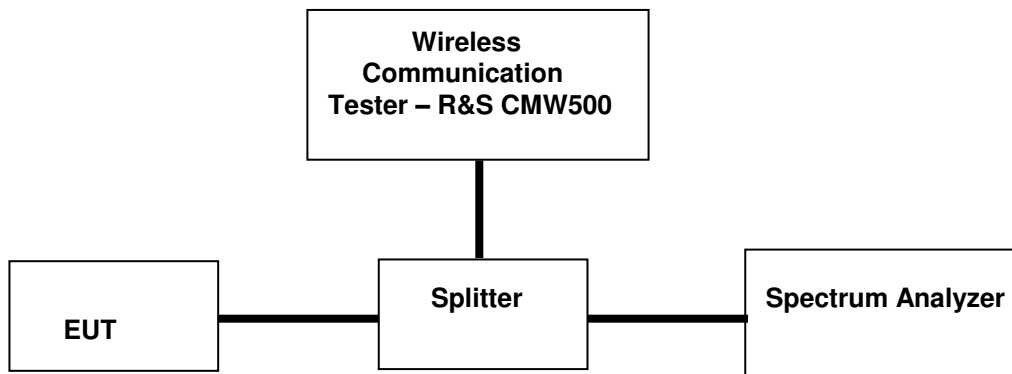 Wireless
Communication
Tester – R&S CMW500
EUT
Splitter
Spectrum Analyzer